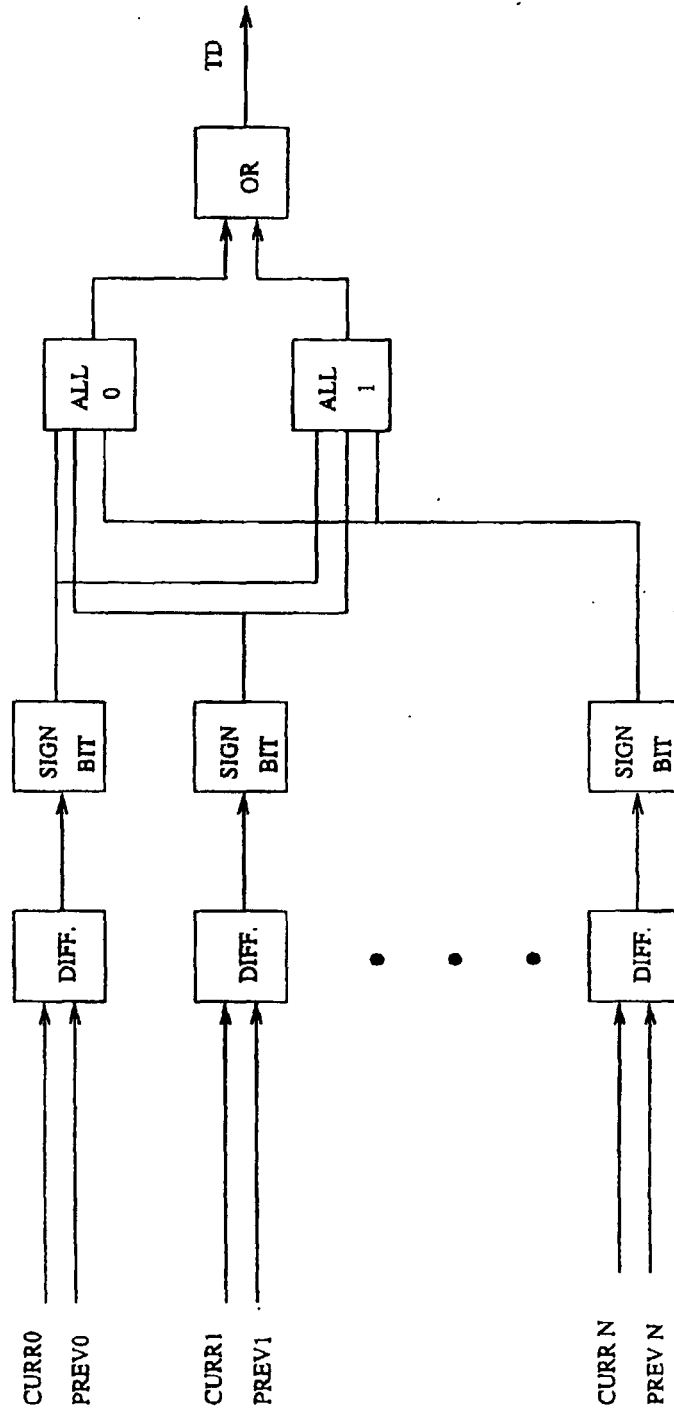 CURR0
PREV0
DIFF.
SIGN
BIT
CURR1
PREV1
DIFF.
SIGN
BIT
CURR N
PREV N
DIFF.
SIGN
BIT
ALL
0
ALL
1
OR
TD